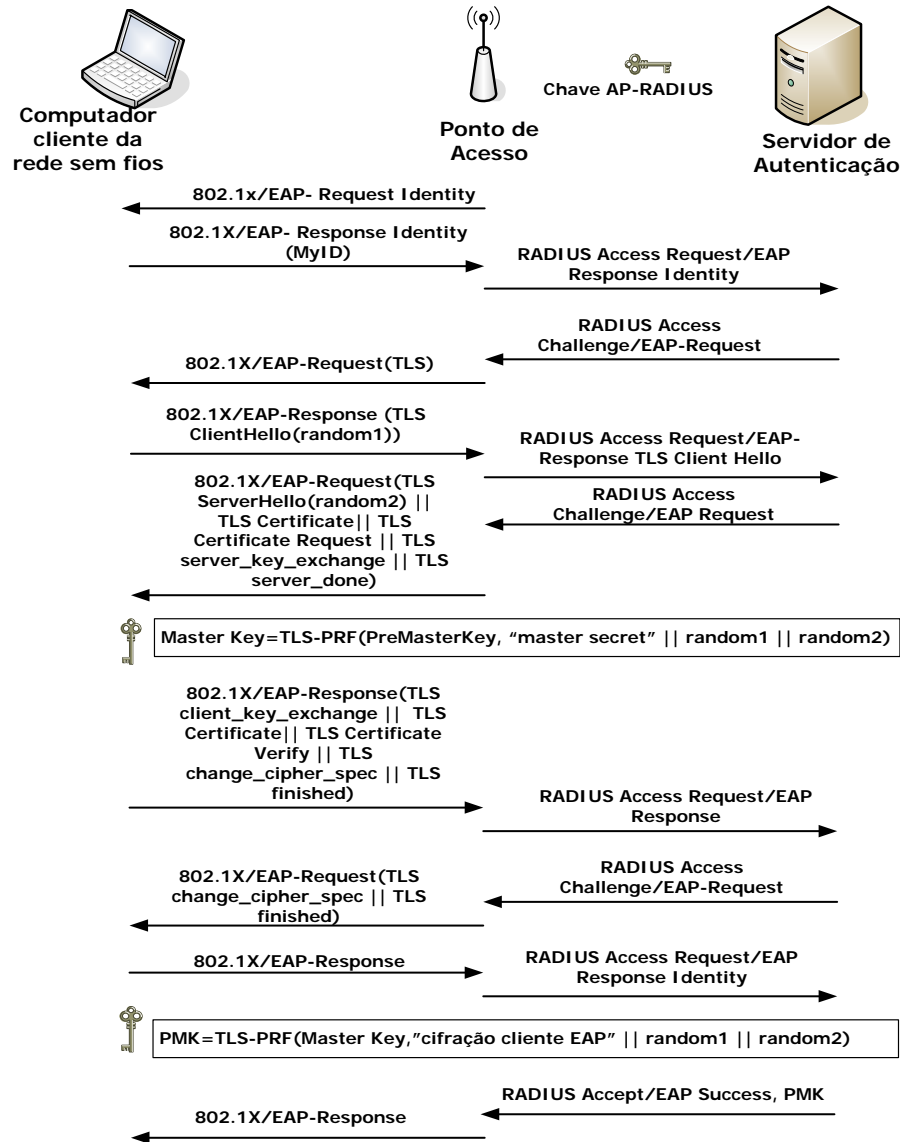 Computador
cliente da
rede sem fios
Ponto de
Acesso
Chave AP-RADIUS
Servidor de
Autenticação
802.1x/EAP- Request Identity
802.1X/EAP- Response Identity
(MyID)
RADIUS Access Request/EAP
Response Identity
RADIUS Access
Challenge/EAP-Request
802.1X/EAP-Request(TLS)
802.1X/EAP-Response (TLS
ClientHello(random1))
RADIUS Access Request/EAP-
Response TLS Client Hello
802.1X/EAP-Request(TLS
ServerHello(random2) ||
TLS Certificate|| TLS
Certificate Request || TLS
server_key_exchange || TLS
server_done)
RADIUS Access
Challenge/EAP Request
Master Key=TLS-PRF(PreMasterKey, “master secret” || random1 || random2)
802.1X/EAP-Response(TLS
client_key_exchange || TLS
Certificate|| TLS Certificate
Verify || TLS
change_cipher_spec || TLS
finished)
RADIUS Access Request/EAP
Response
RADIUS Access
Challenge/EAP-Request
802.1X/EAP-Request(TLS
change_cipher_spec || TLS
finished)
802.1X/EAP-Response
RADIUS Access Request/EAP
Response Identity
PMK=TLS-PRF(Master Key,”cifração cliente EAP” || random1 || random2)
RADIUS Accept/EAP Success, PMK
802.1X/EAP-Response